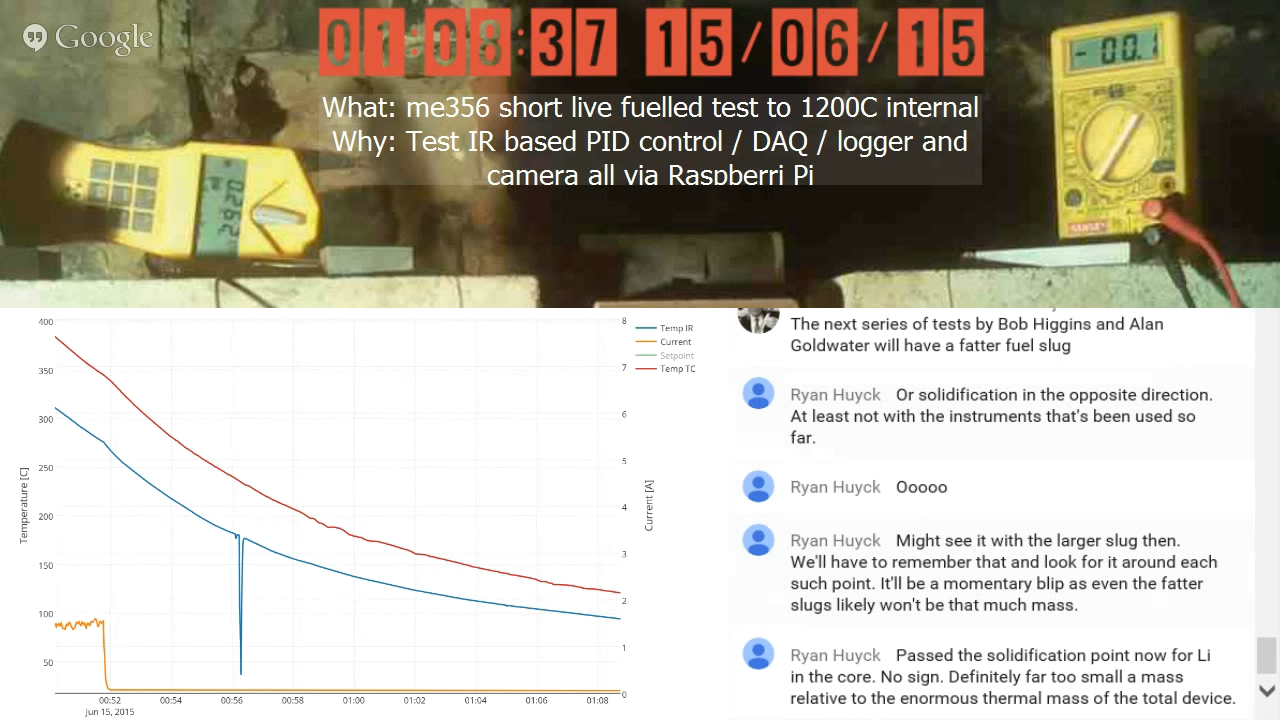 Google
01:08:37 15/06/15
What: me356 short live fuelled test to 1200C internal
Why: Test IR based PID control / DAQ / logger and
camera all via Raspberri Pi
-00.1
400
350
300
250
200
150
100
50
Temperature [C]
8
7
6
5
4
3
2
1
0
Current [A]
00:52
00:54
00:56
00:58
01:00
01:02
01:04
01:06
01:08
Jun 15, 2015
Temp IR
Current
Setpoint
Temp TC
The next series of tests by Bob Higgins and Alan
Goldwater will have a fatter fuel slug
Ryan Huyck Or solidification in the opposite direction.
At least not with the instruments that's been used so
far.
Ryan Huyck Ooooo
Ryan Huyck Might see it with the larger slug then.
We'll have to remember that and look for it around each
such point. It'll be a momentary blip as even the fatter
slugs likely won't be that much mass.
Ryan Huyck Passed the solidification point now for Li
in the core. No sign. Definitely far too small a mass
relative to the enormous thermal mass of the total device.